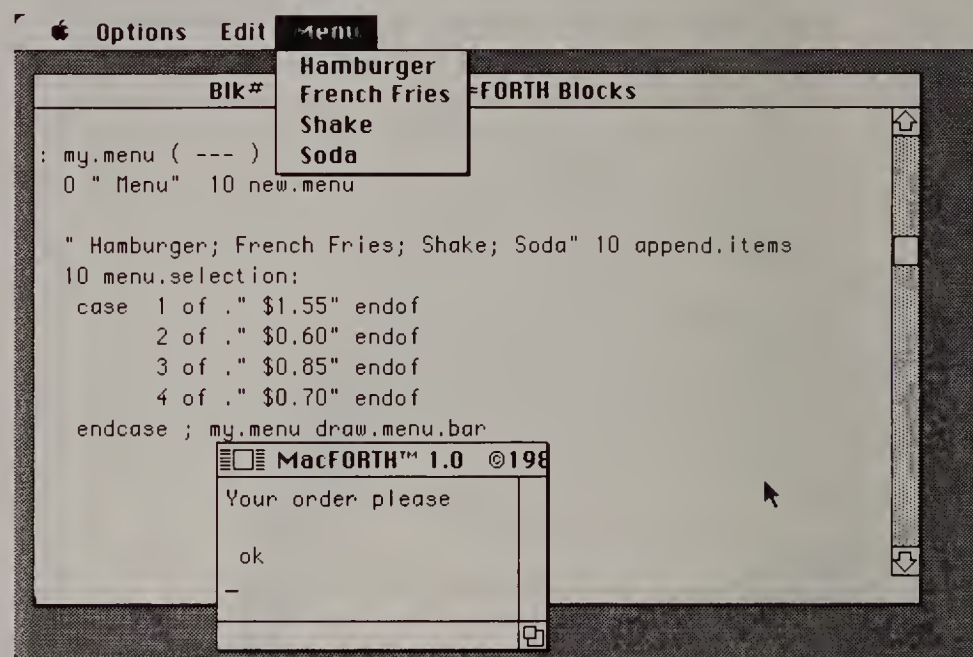 Options Edit Menu
Hamburger
French Fries
Shake
Soda
Blk# =FORTH Blocks
: my.menu ( --- )
0 " Menu" 10 new.menu
" Hamburger; French Fries; Shake; Soda" 10 append.items
10 menu.selection:
case 1 of ." $1.55" endof
2 of ." $0.60" endof
3 of ." $0.85" endof
4 of ." $0.70" endof
endcase ; my.menu draw.menu.bar
MacFORTH™ 1.0 ©198
Your order please
ok